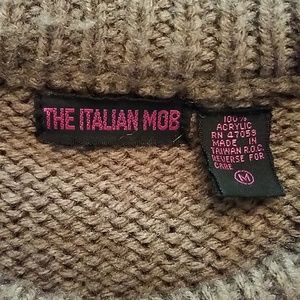 THE ITALIAN MOB
100%
ACRYLIC
RN 47059
MADE IN
TAIWAN R.O.C.
REVERSE FOR
CARE
M